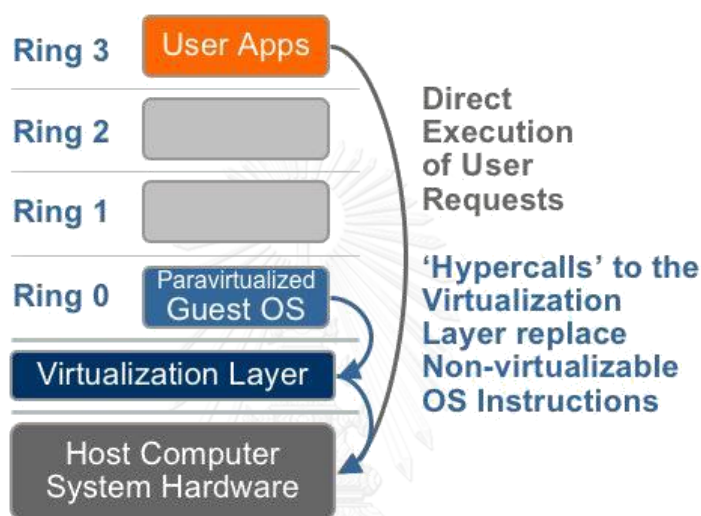 Ring 3
User Apps
Ring 2
Ring 1
Ring 0
Paravirtualized
Guest OS
Virtualization Layer
Host Computer
System Hardware
Direct
Execution
of User
Requests
‘Hypercalls’ to the
Virtualization
Layer replace
Non-virtualizable
OS Instructions